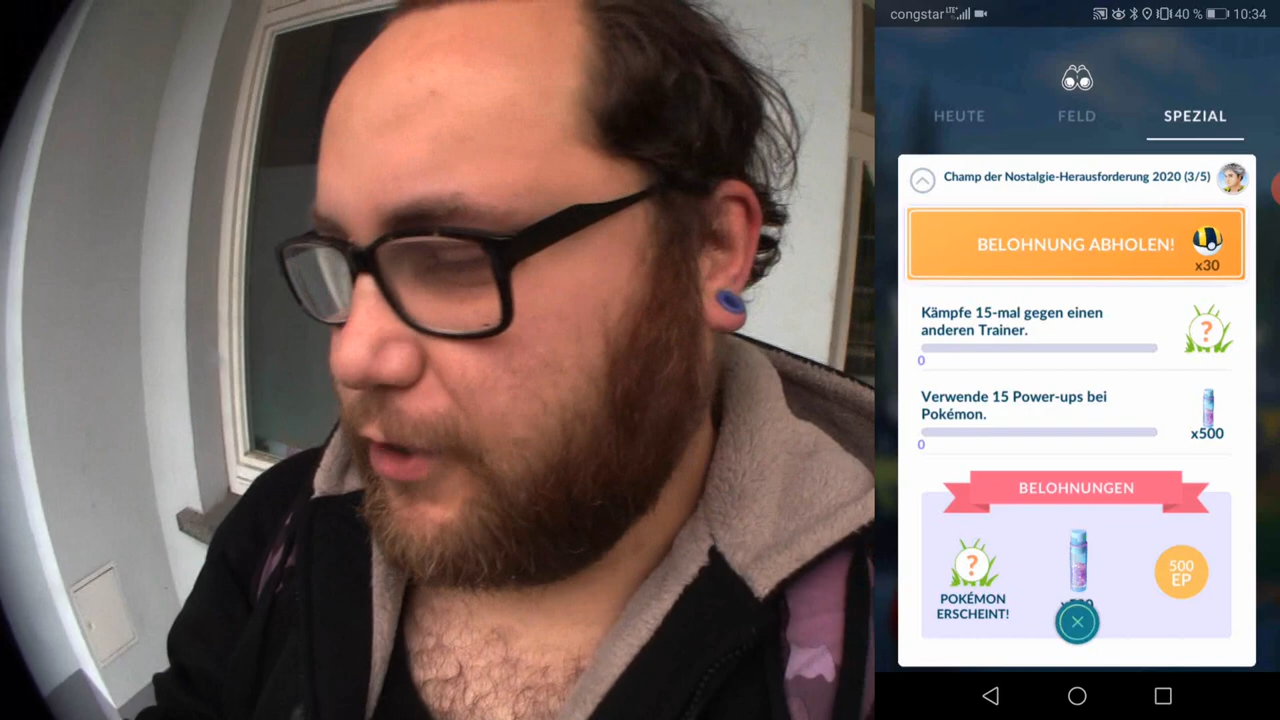 congstar LTE+ 40 % 10:34
HEUTE FELD SPEZIAL
Champ der Nostalgie-Herausforderung 2020 (3/5)
BELOHNUNG ABHOLEN!
x30
Kämpfe 15-mal gegen einen
anderen Trainer.
?
0
Verwende 15 Power-ups bei
Pokémon.
x500
0
BELOHNUNGEN
?
500
EP
POKÉMON
ERSCHEINT!